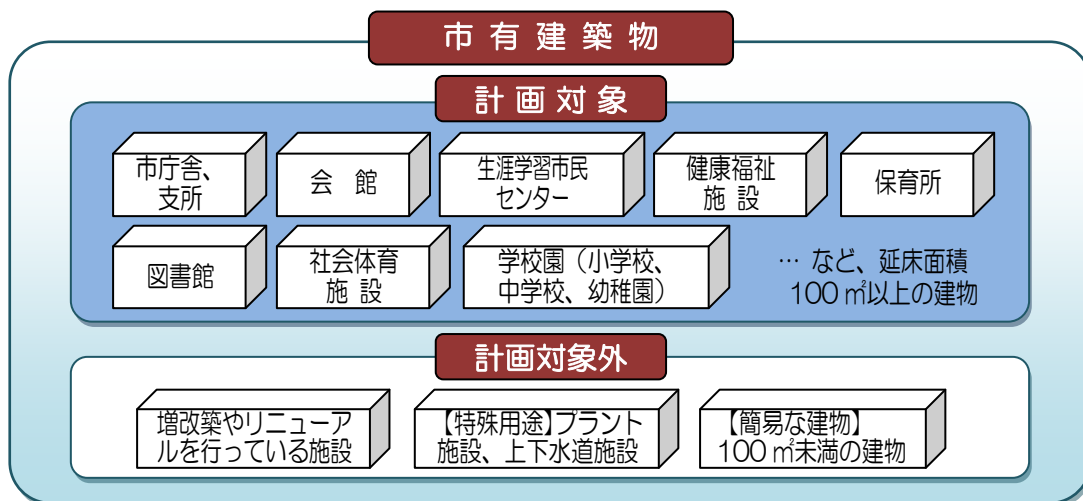 市有建築物
計画対象
市庁舎、
支所
会 館
生涯学習市民
センター
健康福祉
施 設
保育所
図書館
社会体育
施 設
学校園（小学校、
中学校、幼稚園）
… など、延床面積
100 ㎡以上の建物
計画対象外
増改築やリニューア
ルを行っている施設
【特殊用途】プラント
施設、上下水道施設
【簡易な建物】
100 ㎡未満の建物